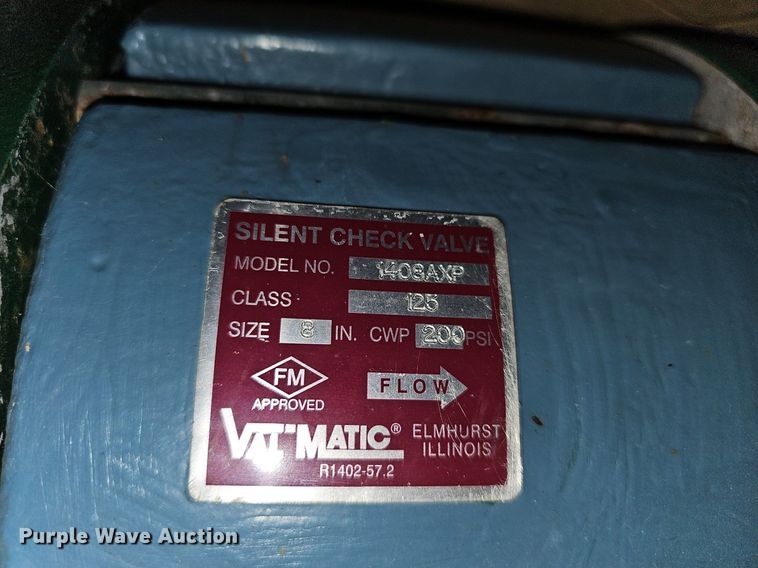 SILENT CHECK VALVE
MODEL NO. 1408AXP
CLASS 125
SIZE 8 IN. CWP 200 PSI
FM
APPROVED
FLOW
VAL·MATIC®
ELMHURST
ILLINOIS
R1402-57.2
Purple Wave Auction